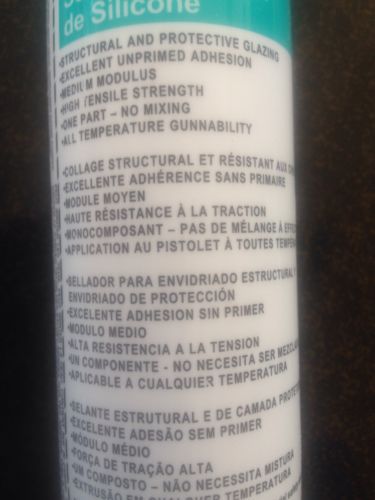 de Silicone
•STRUCTURAL AND PROTECTIVE GLAZING
•EXCELLENT UNPRIMED ADHESION
•MEDIUM MODULUS
•HIGH TENSILE STRENGTH
•ONE PART – NO MIXING
•ALL TEMPERATURE GUNNABILITY
•COLLAGE STRUCTURAL ET RÉSISTANT AUX
•EXCELLENTE ADHÉRENCE SANS PRIMAIRE
•MODULE MOYEN
•HAUTE RÉSISTANCE À LA TRACTION
•MONOCOMPOSANT – PAS DE MÉLANGE À
•APPLICATION AU PISTOLET À TOUTES
•SELLADOR PARA ENVIDRIADO ESTRUCTURAL Y
ENVIDRIADO DE PROTECCIÓN
•EXCELENTE ADHESION SIN PRIMER
•MODULO MEDIO
•ALTA RESISTENCIA A LA TENSION
•UN COMPONENTE - NO NECESITA SER
•APLICABLE A CUALQUIER TEMPERATURA
•SELANTE ESTRUTURAL E DE CAMADA
•EXCELENTE ADESÃO SEM PRIMER
•MÓDULO MÉDIO
•FORÇA DE TRAÇÃO ALTA
•UM COMPOSTO – NÃO NECESSITA MISTURA
•EXTRUSÃO EM QUALQUER TEMPERATURA